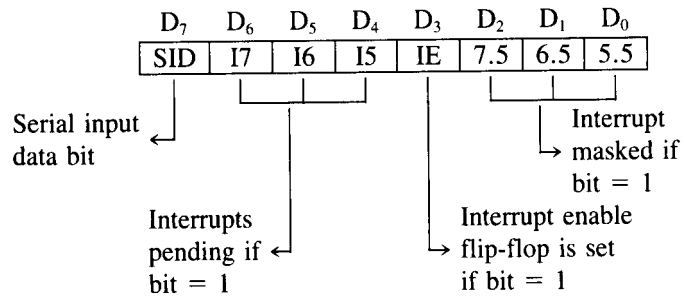 D₇ D₆ D₅ D₄ D₃ D₂ D₁ D₀
SID I7 I6 I5 IE 7.5 6.5 5.5
Serial input
data bit
Interrupt
masked if
bit = 1
Interrupts
pending if
bit = 1
Interrupt enable
flip-flop is set
if bit = 1